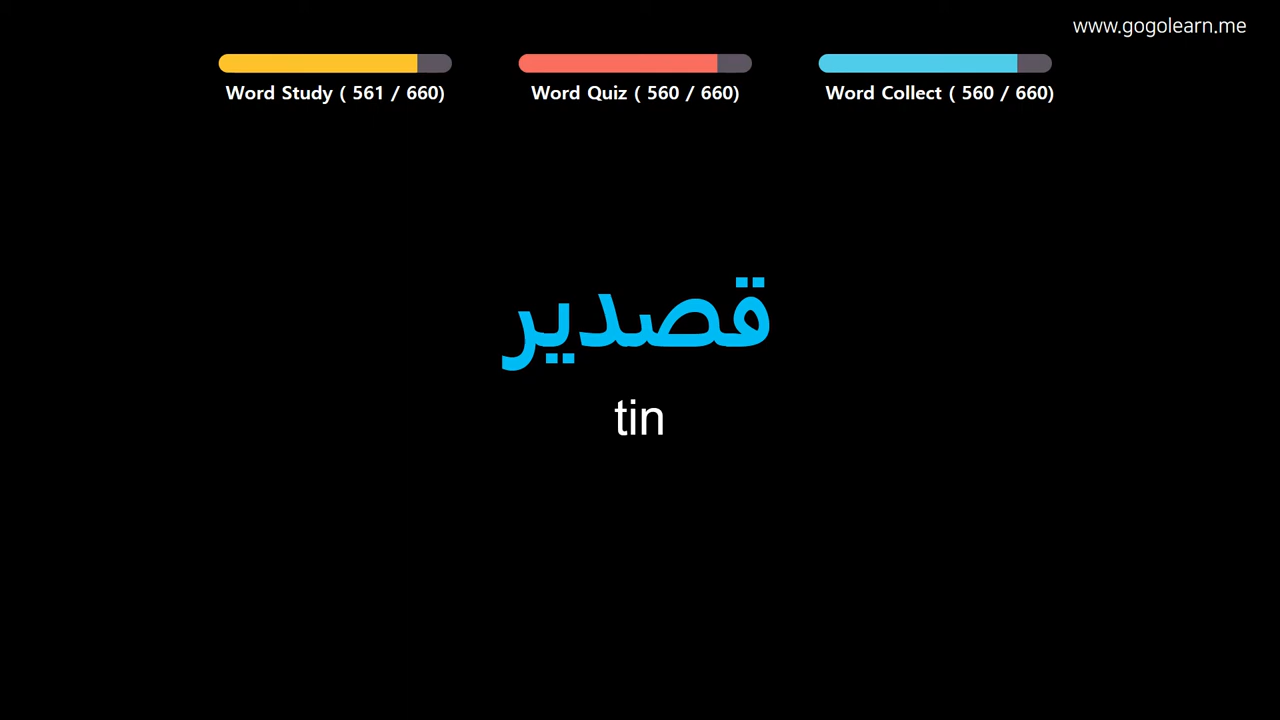 www.gogolearn.me
Word Study ( 561 / 660)
Word Quiz ( 560 / 660)
Word Collect ( 560 / 660)
قصدير
tin